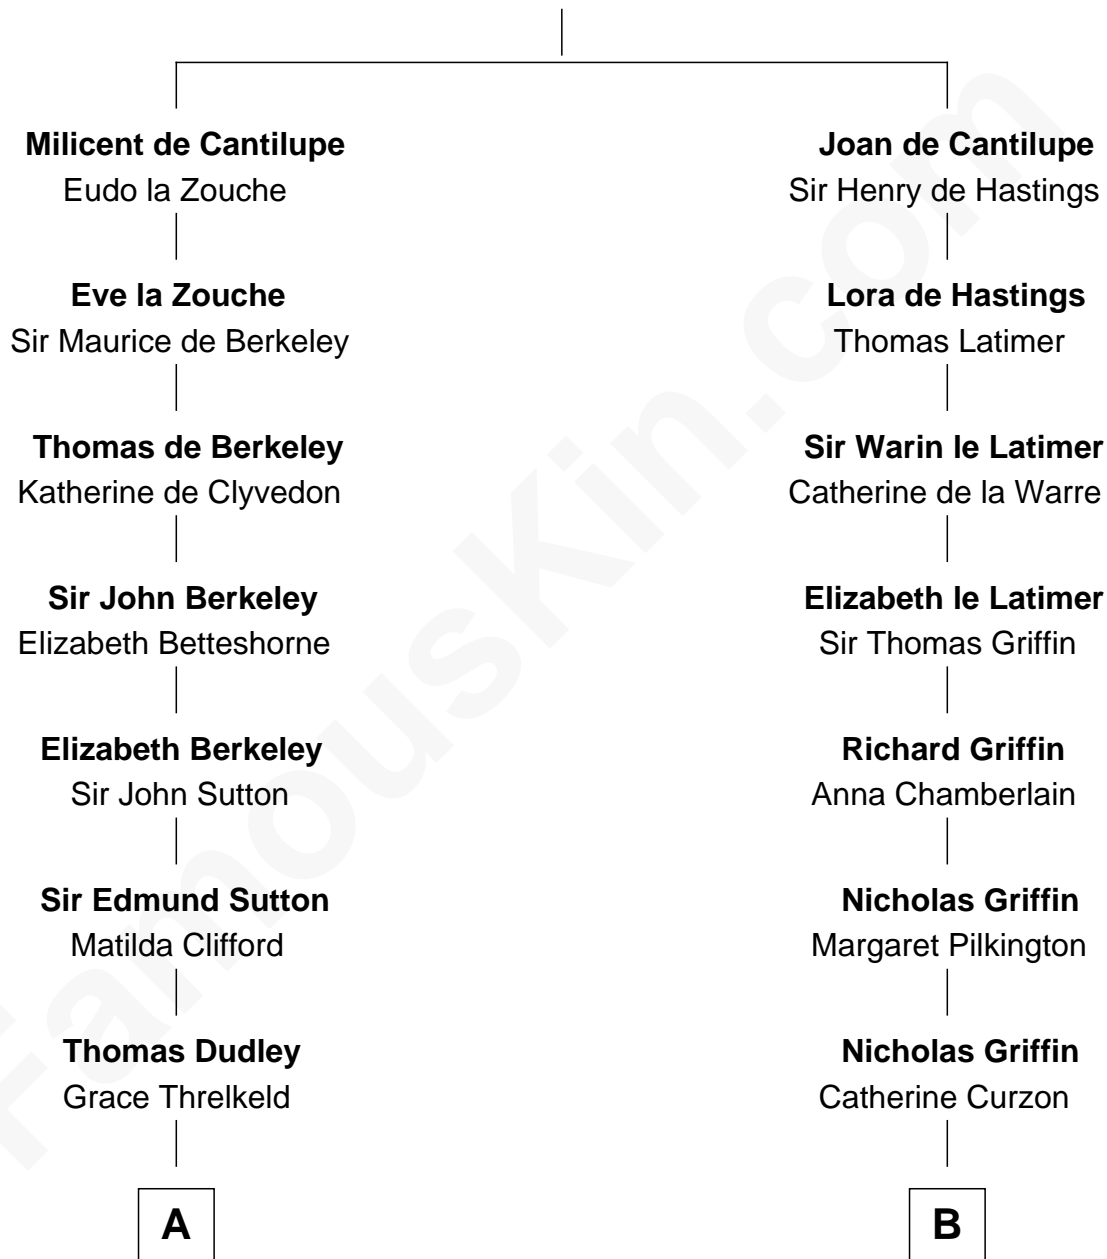 Milicent de Cantilupe
Eudo la Zouche
Eve la Zouche
Sir Maurice de Berkeley
Thomas de Berkeley
Katherine de Clyvedon
Sir John Berkeley
Elizabeth Betteshorne
Elizabeth Berkeley
Sir John Sutton
Sir Edmund Sutton
Matilda Clifford
Thomas Dudley
Grace Threlkeld
A
Joan de Cantilupe
Sir Henry de Hastings
Lora de Hastings
Thomas Latimer
Sir Warin le Latimer
Catherine de la Warre
Elizabeth le Latimer
Sir Thomas Griffin
Richard Griffin
Anna Chamberlain
Nicholas Griffin
Margaret Pilkington
Nicholas Griffin
Catherine Curzon
B
FamousKin.com